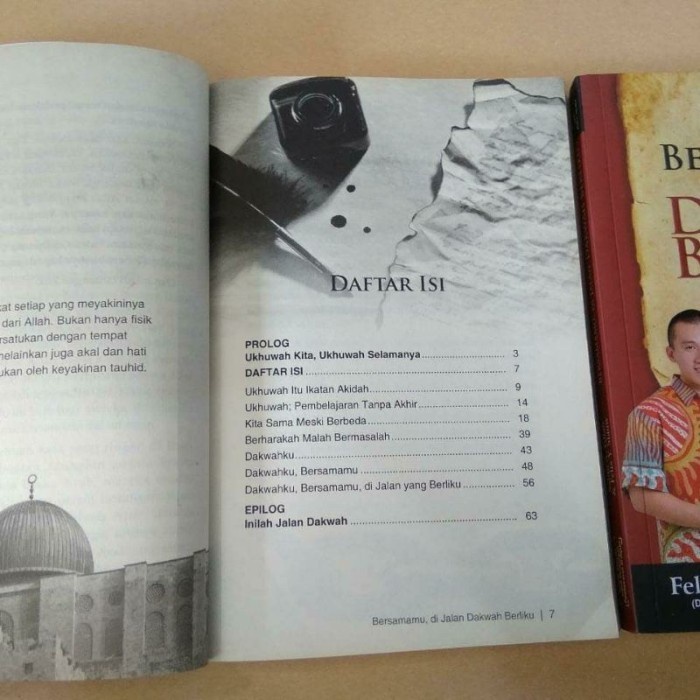 kat setiap yang meyakininya
dari Allah. Bukan hanya fisik
rsatukan dengan tempat
melainkan juga akal dan hati
ukan oleh keyakinan tauhid.
DAFTAR ISI
PROLOG
Ukhuwah Kita, Ukhuwah Selamanya........................ 3
DAFTAR ISI............................................................ 7
Ukhuwah Itu Ikatan Akidah....................................... 9
Ukhuwah; Pembelajaran Tanpa Akhir........................ 14
Kita Sama Meski Berbeda......................................... 18
Berharakah Malah Bermasalah................................. 39
Dakwahku................................................................ 43
Dakwahku, Bersamamu........................................... 48
Dakwahku, Bersamamu, di Jalan yang Berliku............ 56
EPILOG
Inilah Jalan Dakwah................................................ 63
Bersamamu, di Jalan Dakwah Berliku | 7
BE
D
B
Fel
(D